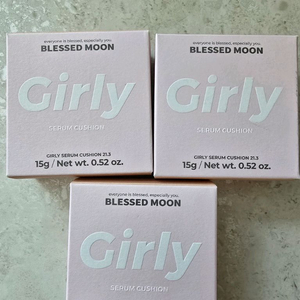 everyone is blessed, especially you.
BLESSED MOON
Girly
SERUM CUSHION
GIRLY SERUM CUSHION 21.3
15g / Net wt. 0.52 oz.
everyone is blessed, especially you.
BLESSED MOON
Girly
SERUM CUSHION
GIRLY SERUM CUSHION 21.3
15g / Net wt. 0.52 oz.
everyone is blessed, especially you.
BLESSED MOON
Girly
SERUM CUSHION